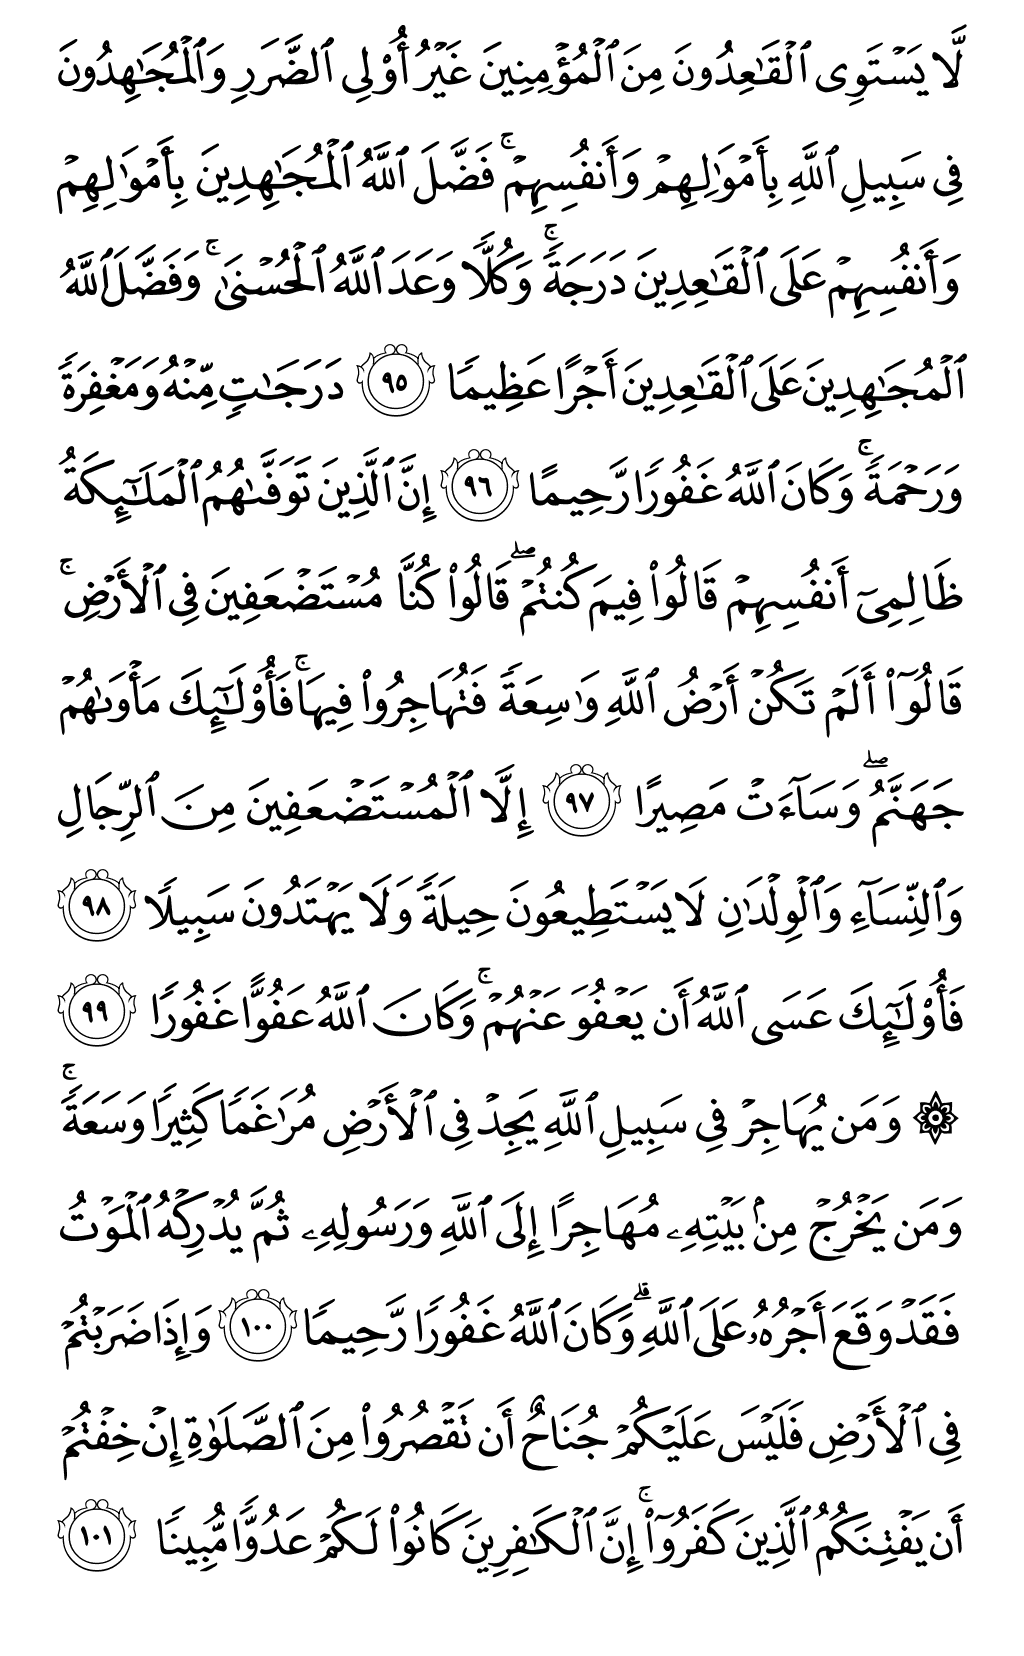 لَّا يَسْتَوِى ٱلْقَٰعِدُونَ مِنَ ٱلْمُؤْمِنِينَ غَيْرُ أُو۟لِى ٱلضَّرَرِ وَٱلْمُجَٰهِدُونَ
فِى سَبِيلِ ٱللَّهِ بِأَمْوَٰلِهِمْ وَأَنفُسِهِمْ ۚ فَضَّلَ ٱللَّهُ ٱلْمُجَٰهِدِينَ بِأَمْوَٰلِهِمْ
وَأَنفُسِهِمْ عَلَى ٱلْقَٰعِدِينَ دَرَجَةً ۚ وَكُلًّا وَعَدَ ٱللَّهُ ٱلْحُسْنَىٰ ۚ وَفَضَّلَ ٱللَّهُ
ٱلْمُجَٰهِدِينَ عَلَى ٱلْقَٰعِدِينَ أَجْرًا عَظِيمًا ٩٥ دَرَجَٰتٍ مِّنْهُ وَمَغْفِرَةً
وَرَحْمَةً ۚ وَكَانَ ٱللَّهُ غَفُورًا رَّحِيمًا ٩٦ إِنَّ ٱلَّذِينَ تَوَفَّىٰهُمُ ٱلْمَلَٰٓئِكَةُ
ظَالِمِىٓ أَنفُسِهِمْ قَالُوا۟ فِيمَ كُنتُمْ ۖ قَالُوا۟ كُنَّا مُسْتَضْعَفِينَ فِى ٱلْأَرْضِ ۚ
قَالُوٓا۟ أَلَمْ تَكُنْ أَرْضُ ٱللَّهِ وَٰسِعَةً فَتُهَاجِرُوا۟ فِيهَا ۚ فَأُو۟لَٰٓئِكَ مَأْوَىٰهُمْ
جَهَنَّمُ ۖ وَسَآءَتْ مَصِيرًا ٩٧ إِلَّا ٱلْمُسْتَضْعَفِينَ مِنَ ٱلرِّجَالِ
وَٱلنِّسَآءِ وَٱلْوِلْدَٰنِ لَا يَسْتَطِيعُونَ حِيلَةً وَلَا يَهْتَدُونَ سَبِيلًا ٩٨
فَأُو۟لَٰٓئِكَ عَسَى ٱللَّهُ أَن يَعْفُوَ عَنْهُمْ ۚ وَكَانَ ٱللَّهُ عَفُوًّا غَفُورًا ٩٩
۞ وَمَن يُهَاجِرْ فِى سَبِيلِ ٱللَّهِ يَجِدْ فِى ٱلْأَرْضِ مُرَٰغَمًا كَثِيرًا وَسَعَةً ۚ
وَمَن يَخْرُجْ مِنۢ بَيْتِهِۦ مُهَاجِرًا إِلَى ٱللَّهِ وَرَسُولِهِۦ ثُمَّ يُدْرِكْهُ ٱلْمَوْتُ
فَقَدْ وَقَعَ أَجْرُهُۥ عَلَى ٱللَّهِ ۗ وَكَانَ ٱللَّهُ غَفُورًا رَّحِيمًا ١٠٠ وَإِذَا ضَرَبْتُمْ
فِى ٱلْأَرْضِ فَلَيْسَ عَلَيْكُمْ جُنَاحٌ أَن تَقْصُرُوا۟ مِنَ ٱلصَّلَوٰةِ إِنْ خِفْتُمْ
أَن يَفْتِنَكُمُ ٱلَّذِينَ كَفَرُوٓا۟ ۚ إِنَّ ٱلْكَٰفِرِينَ كَانُوا۟ لَكُمْ عَدُوًّا مُّبِينًا ١٠١